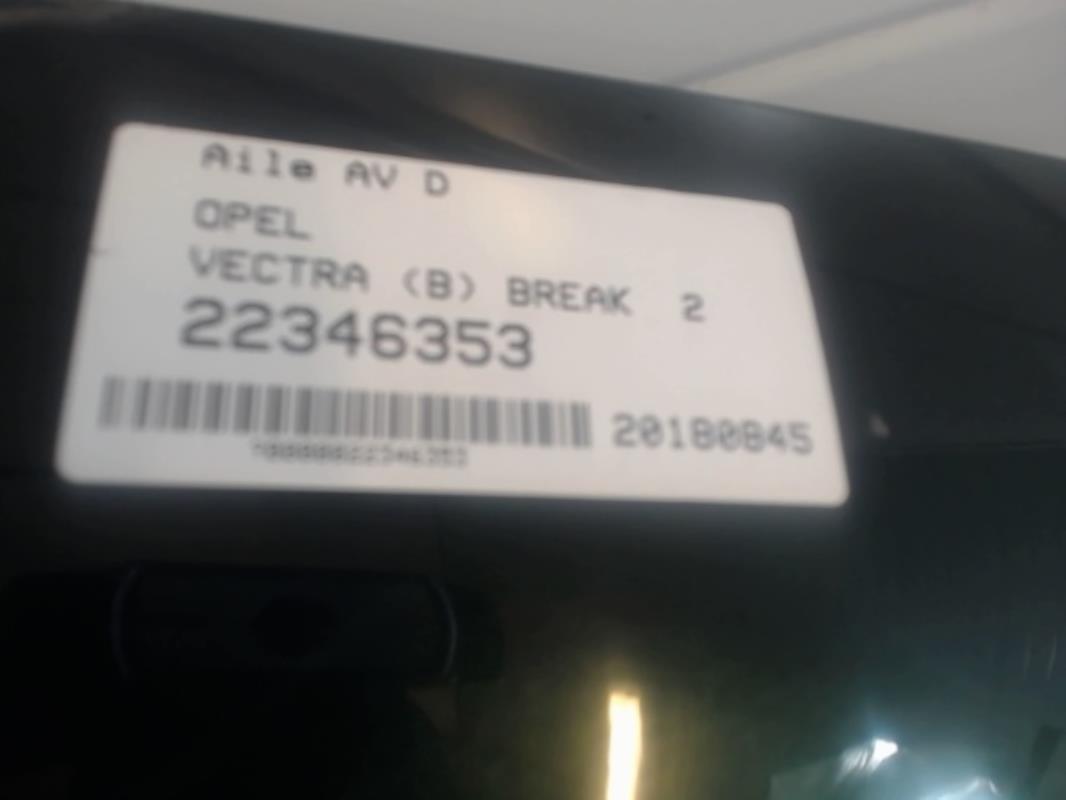 Aile AV D
OPEL
VECTRA (B) BREAK 2
22346353
20180845